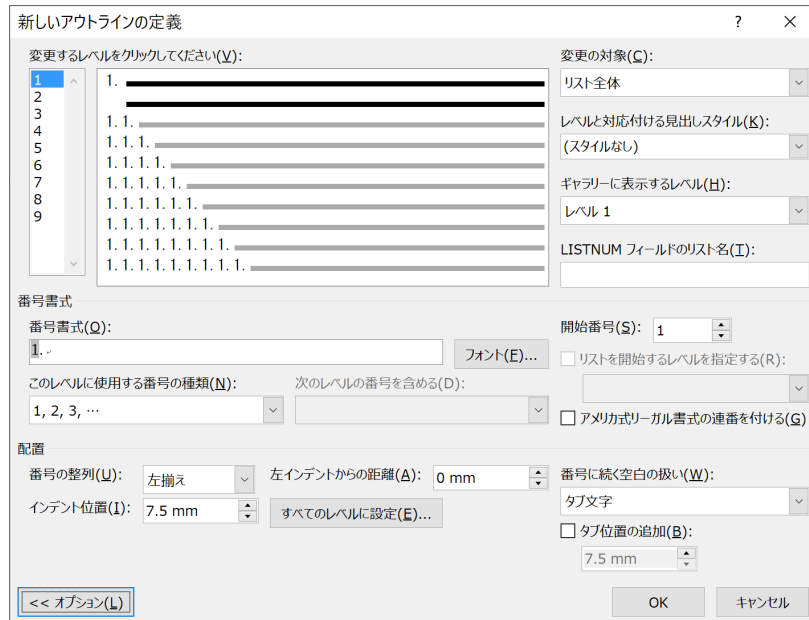 新しいアウトラインの定義 ? ×
変更するレベルをクリックしてください(V):
1
2
3
4
5
6
7
8
9
1.
1. 1.
1. 1. 1.
1. 1. 1. 1.
1. 1. 1. 1. 1.
1. 1. 1. 1. 1. 1.
1. 1. 1. 1. 1. 1. 1.
1. 1. 1. 1. 1. 1. 1. 1.
1. 1. 1. 1. 1. 1. 1. 1. 1.
変更の対象(C):
リスト全体
レベルと対応付ける見出しスタイル(K):
(スタイルなし)
ギャラリーに表示するレベル(H):
レベル 1
LISTNUM フィールドのリスト名(T):
番号書式
番号書式(O):
1.
フォント(F)...
このレベルに使用する番号の種類(N):
1, 2, 3, …
次のレベルの番号を含める(D):
開始番号(S): 1
リストを開始するレベルを指定する(R):
アメリカ式リーガル書式の連番を付ける(G)
配置
番号の整列(U): 左揃え
左インデントからの距離(A): 0 mm
インデント位置(I): 7.5 mm
すべてのレベルに設定(E)...
番号に続く空白の扱い(W):
タブ文字
タブ位置の追加(B):
7.5 mm
<< オプション(L)
OK
キャンセル